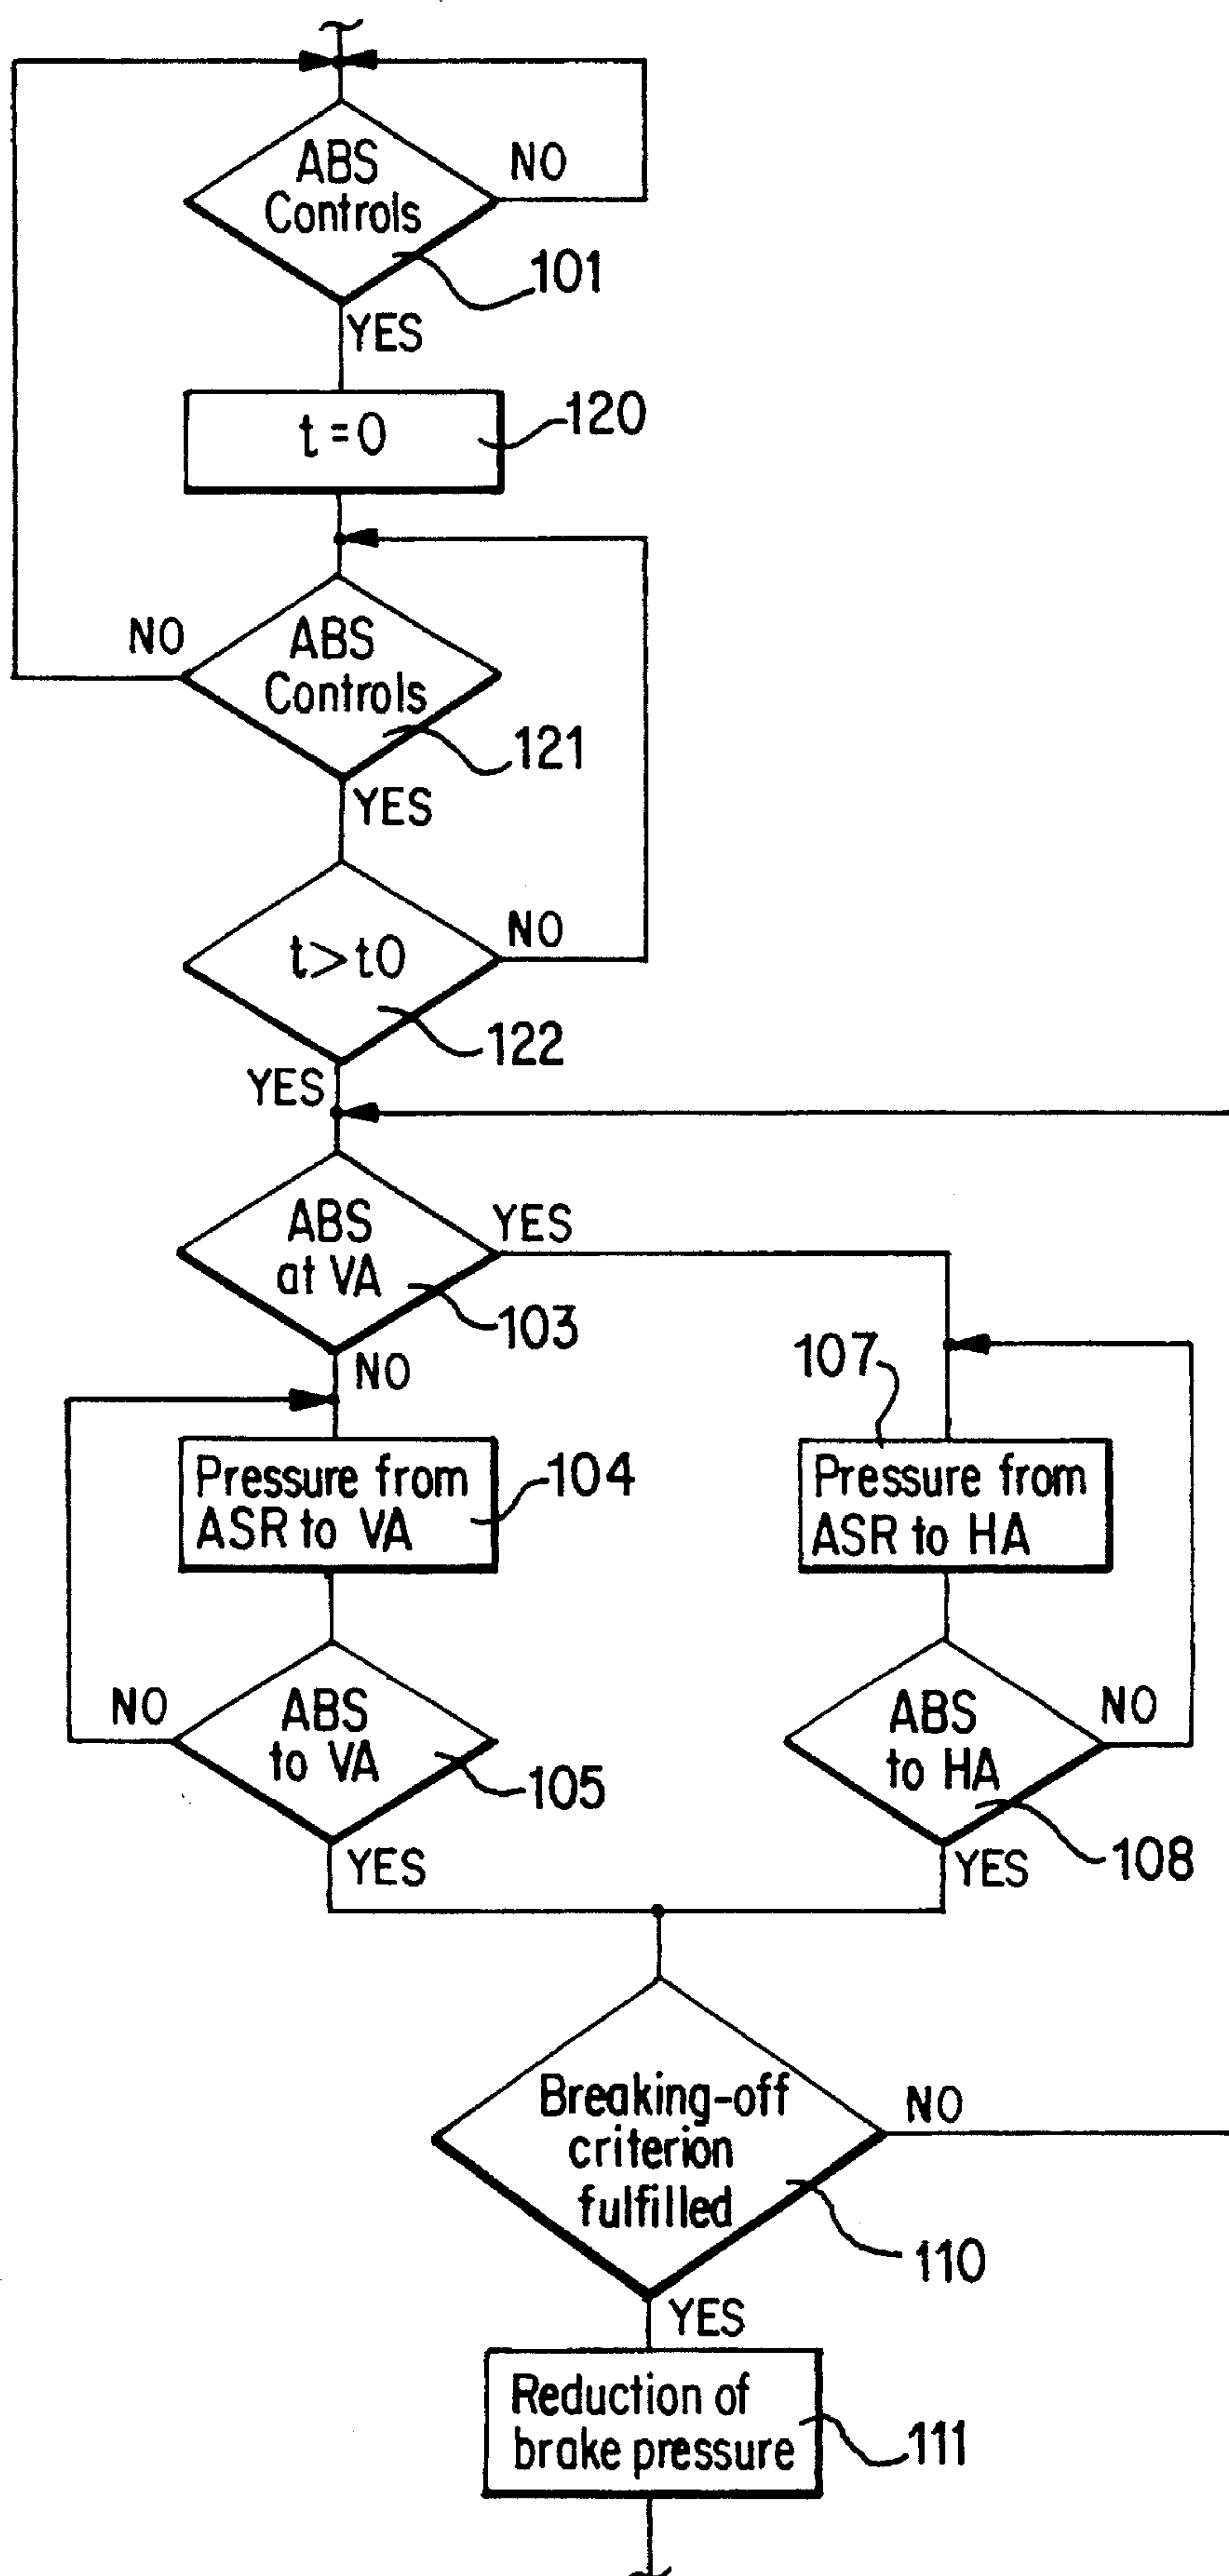 ABS
Controls
NO
101
YES
t=0
120
NO
ABS
Controls
121
YES
t>t0
NO
122
YES
ABS
at VA
YES
103
NO
107
Pressure from
ASR to VA
104
Pressure from
ASR to HA
NO
ABS
to VA
105
YES
ABS
to HA
NO
108
YES
Breaking-off
criterion
fulfilled
NO
110
YES
Reduction of
brake pressure
111